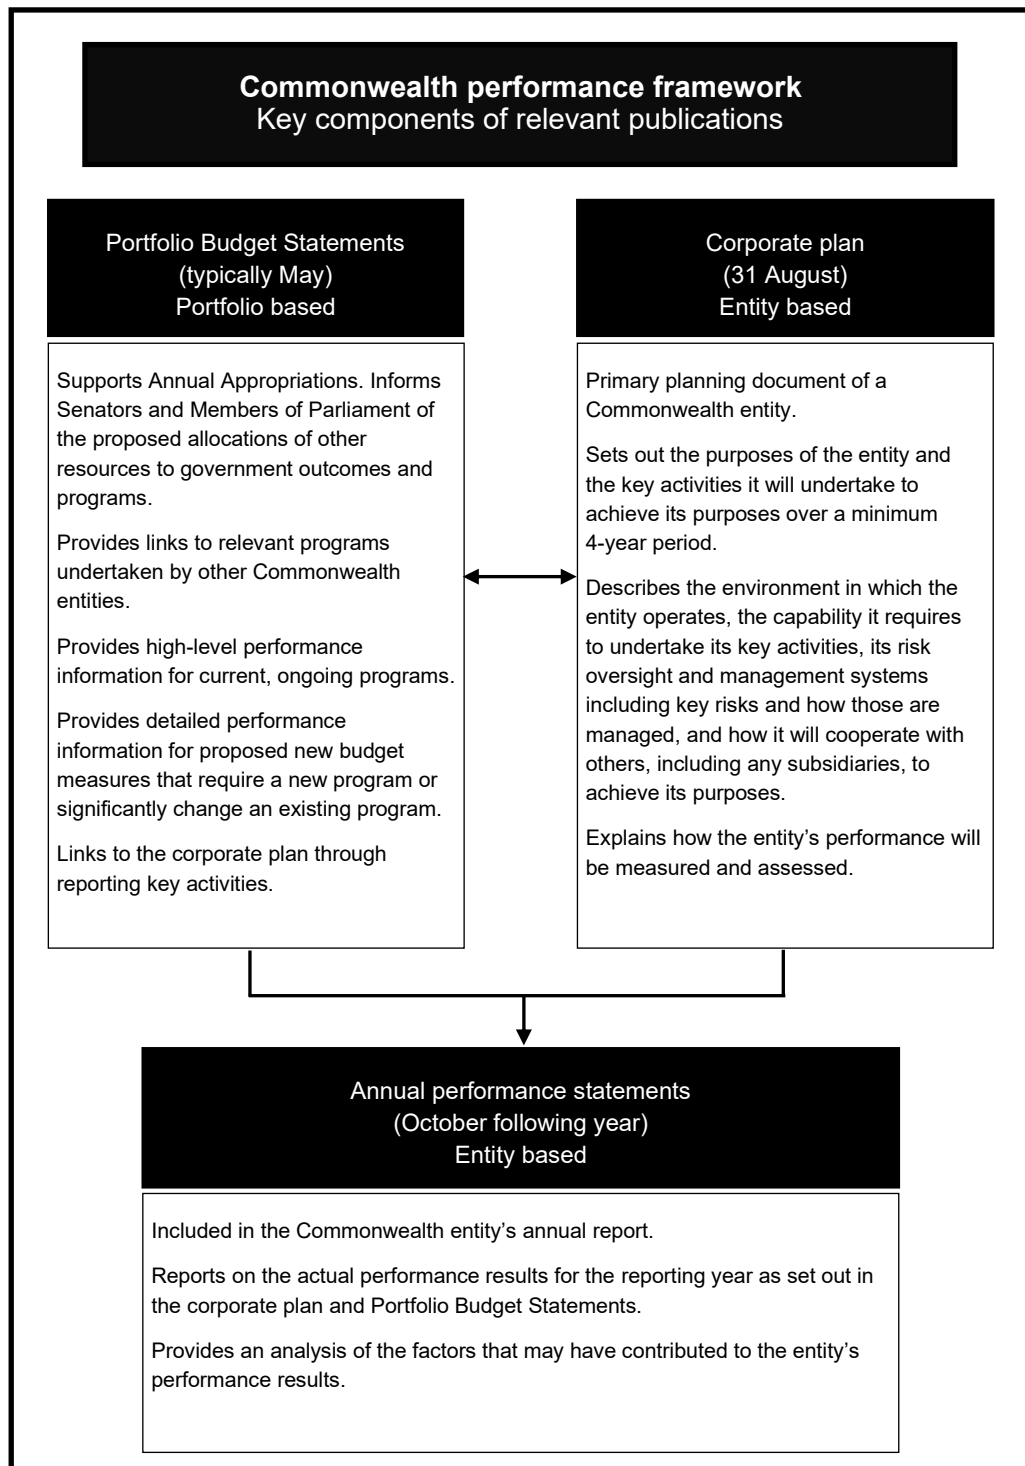 Commonwealth performance framework
Key components of relevant publications
Portfolio Budget Statements
(typically May)
Portfolio based
Supports Annual Appropriations. Informs
Senators and Members of Parliament of
the proposed allocations of other
resources to government outcomes and
programs.
Provides links to relevant programs
undertaken by other Commonwealth
entities.
Provides high-level performance
information for current, ongoing programs.
Provides detailed performance
information for proposed new budget
measures that require a new program or
significantly change an existing program.
Links to the corporate plan through
reporting key activities.
Corporate plan
(31 August)
Entity based
Primary planning document of a
Commonwealth entity.
Sets out the purposes of the entity and
the key activities it will undertake to
achieve its purposes over a minimum
4-year period.
Describes the environment in which the
entity operates, the capability it requires
to undertake its key activities, its risk
oversight and management systems
including key risks and how those are
managed, and how it will cooperate with
others, including any subsidiaries, to
achieve its purposes.
Explains how the entity’s performance will
be measured and assessed.
Annual performance statements
(October following year)
Entity based
Included in the Commonwealth entity’s annual report.
Reports on the actual performance results for the reporting year as set out in
the corporate plan and Portfolio Budget Statements.
Provides an analysis of the factors that may have contributed to the entity’s
performance results.